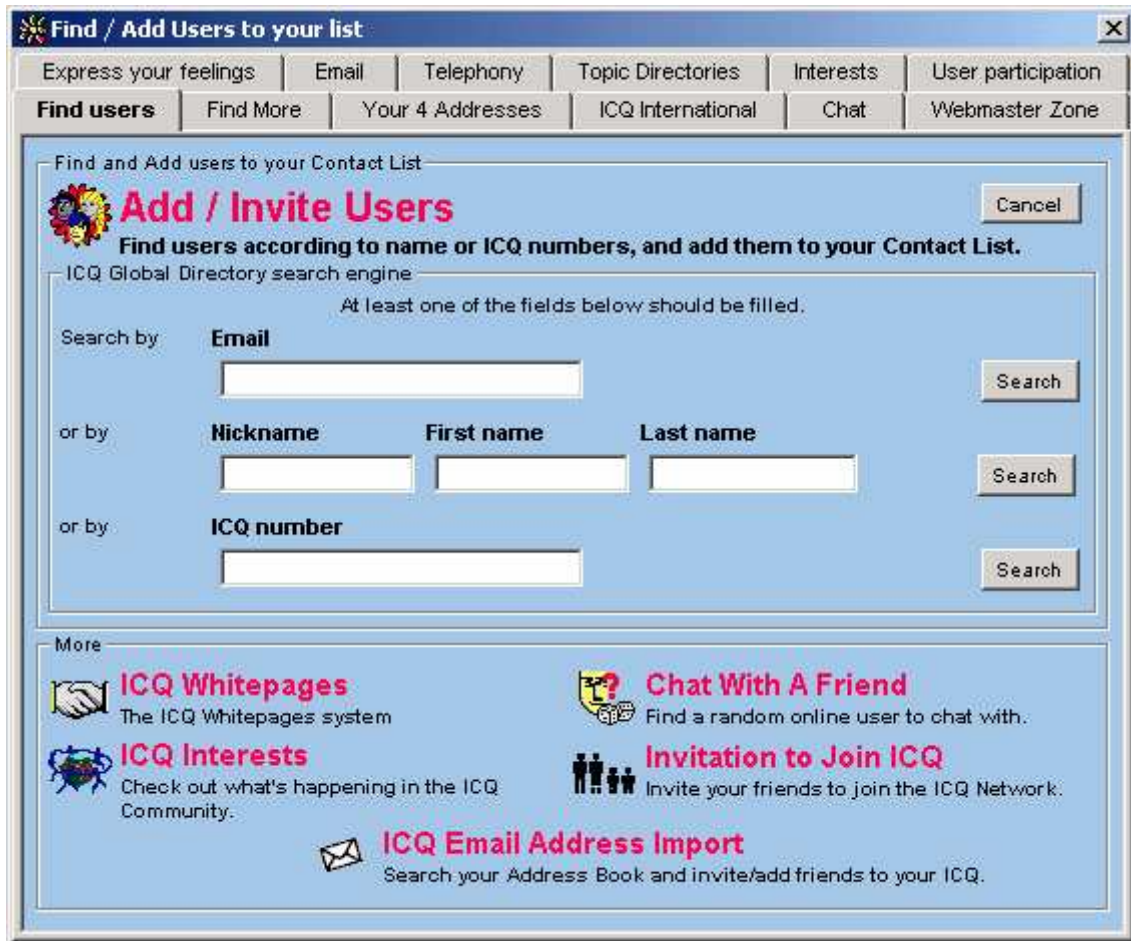 Find / Add Users to your list
Express your feelings Email Telephony Topic Directories Interests User participation
Find users Find More Your 4 Addresses ICQ International Chat Webmaster Zone
Find and Add users to your Contact List
Add / Invite Users
Cancel
Find users according to name or ICQ numbers, and add them to your Contact List.
ICQ Global Directory search engine
At least one of the fields below should be filled.
Search by Email
Search
or by Nickname First name Last name
Search
or by ICQ number
Search
More
ICQ Whitepages
The ICQ Whitepages system
Chat With A Friend
Find a random online user to chat with.
ICQ Interests
Check out what's happening in the ICQ
Community.
Invitation to Join ICQ
Invite your friends to join the ICQ Network.
ICQ Email Address Import
Search your Address Book and invite/add friends to your ICQ.